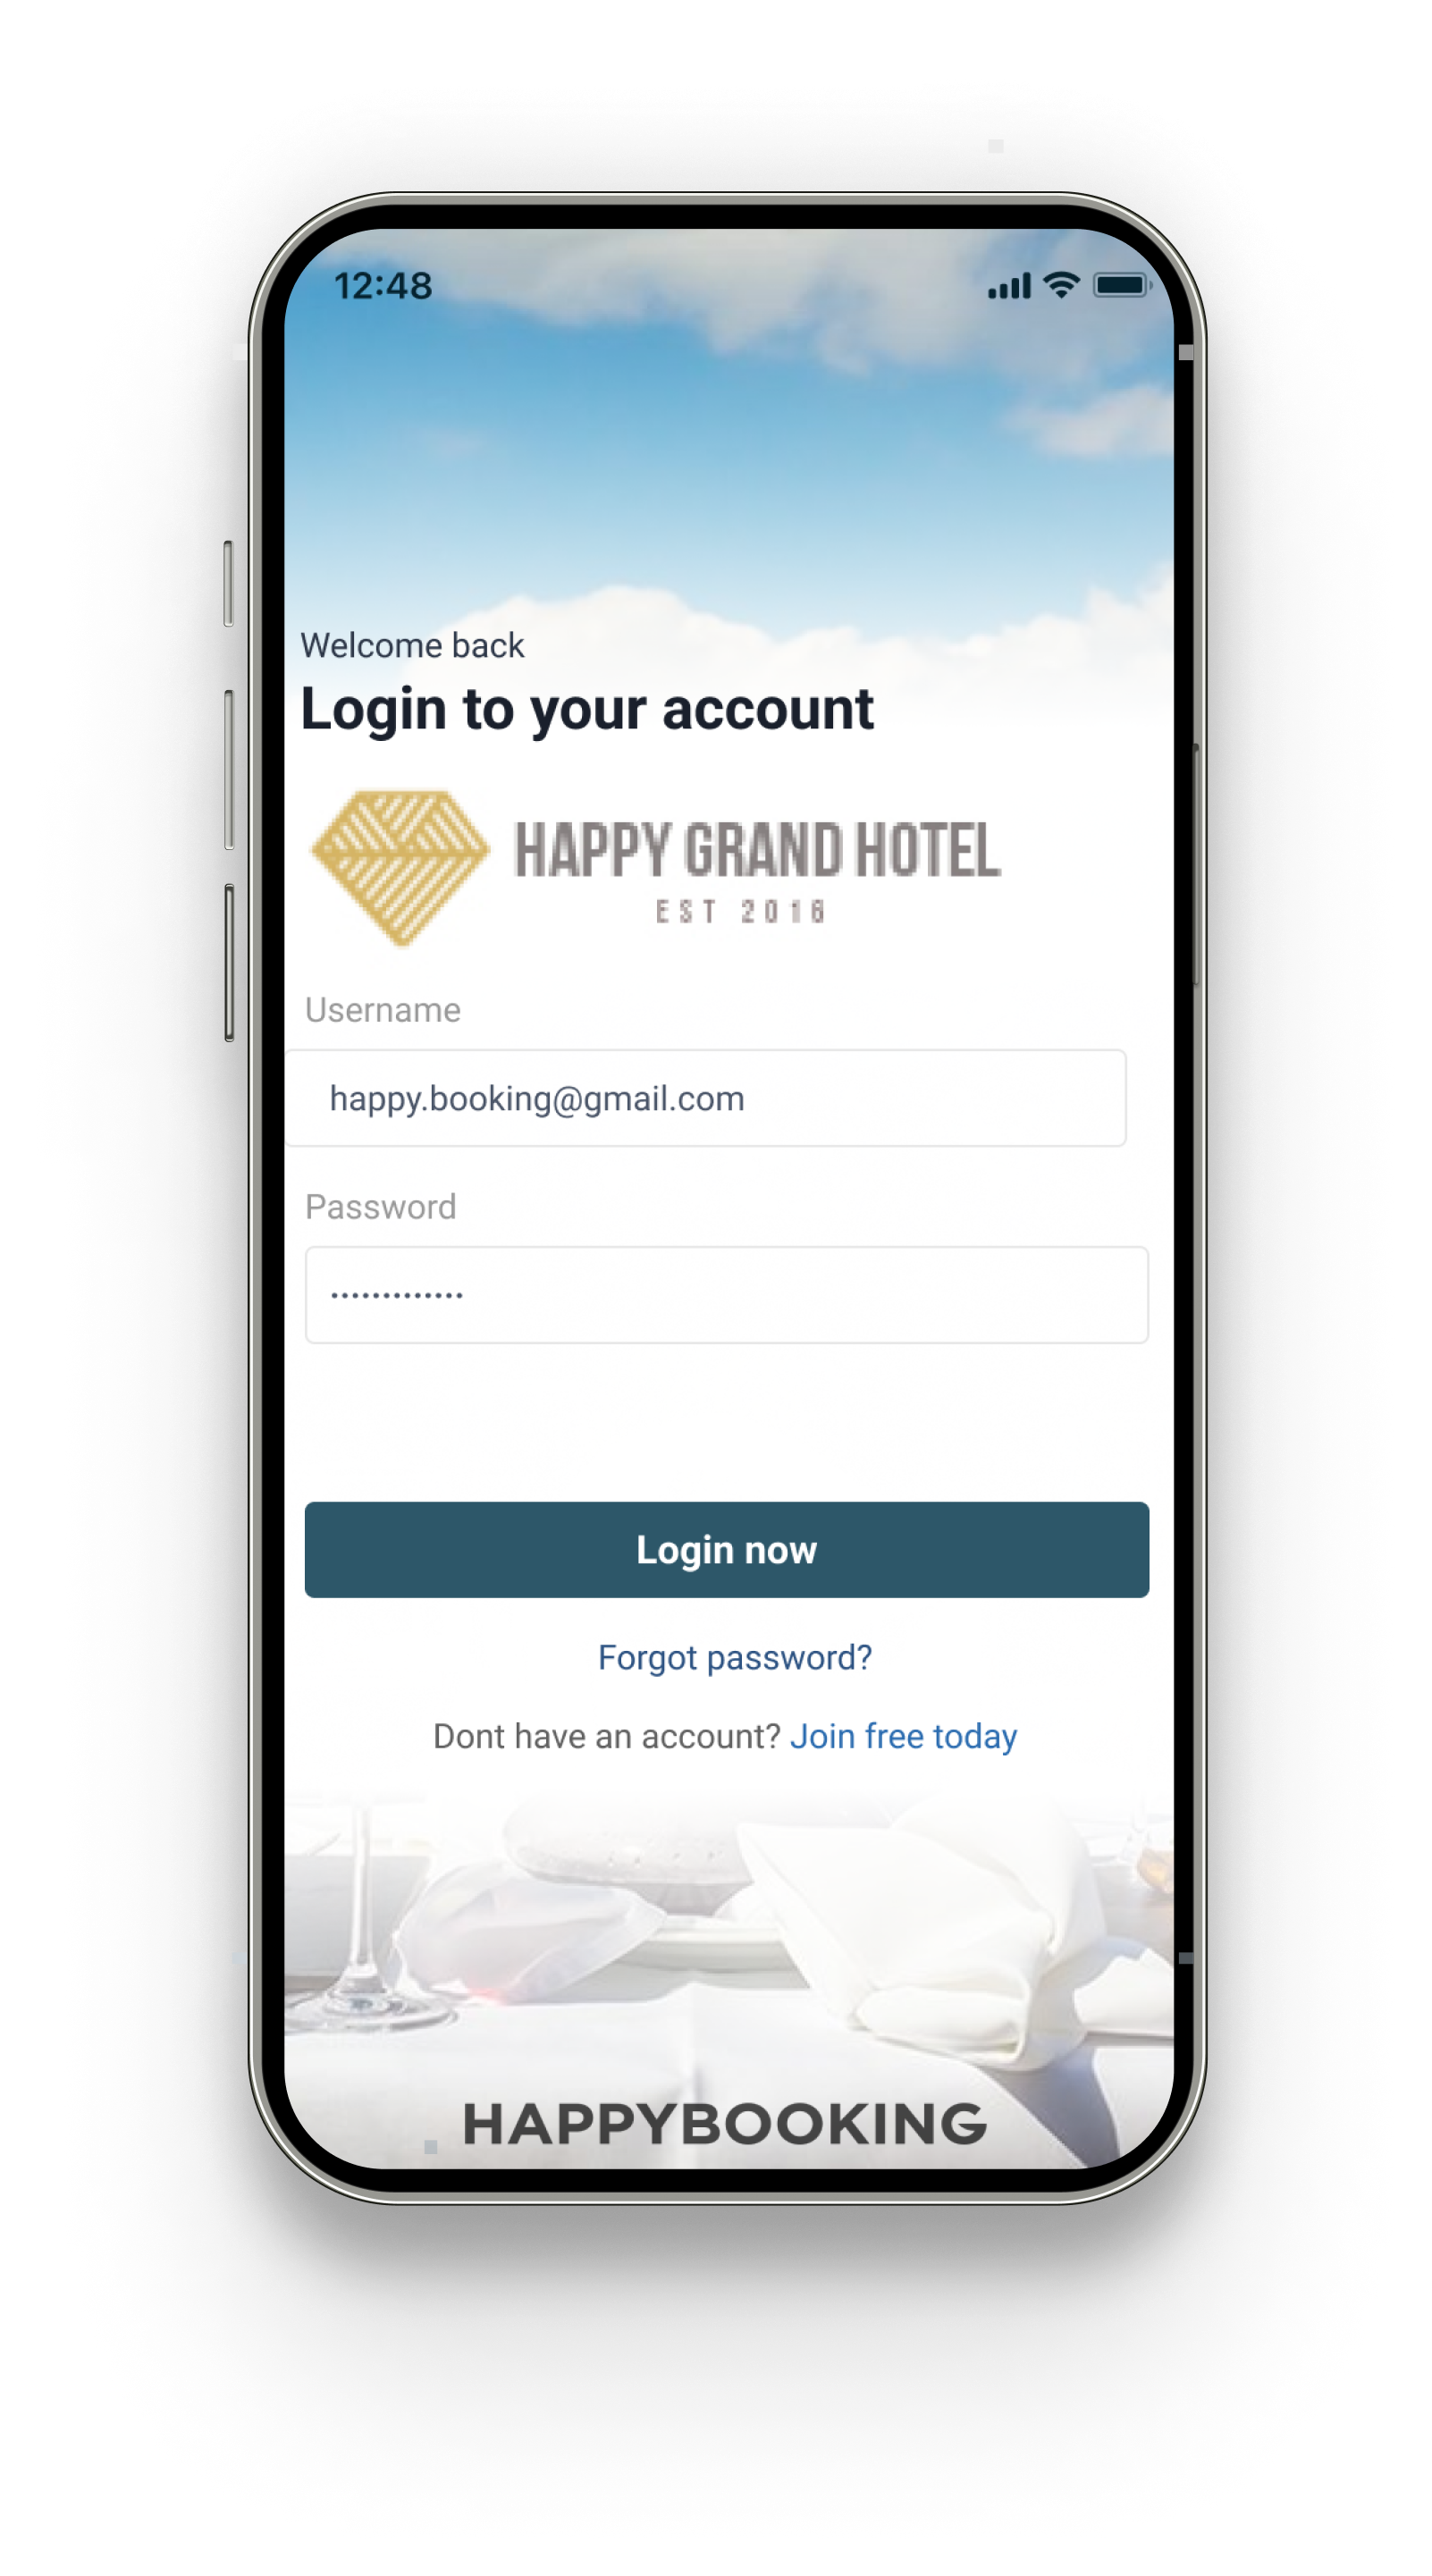 12:48
Welcome back
Login to your account
HAPPY GRAND HOTEL
EST 2016
Username
happy.booking@gmail.com
Password
•••••••••••••
Login now
Forgot password?
Dont have an account? Join free today
HAPPYBOOKING